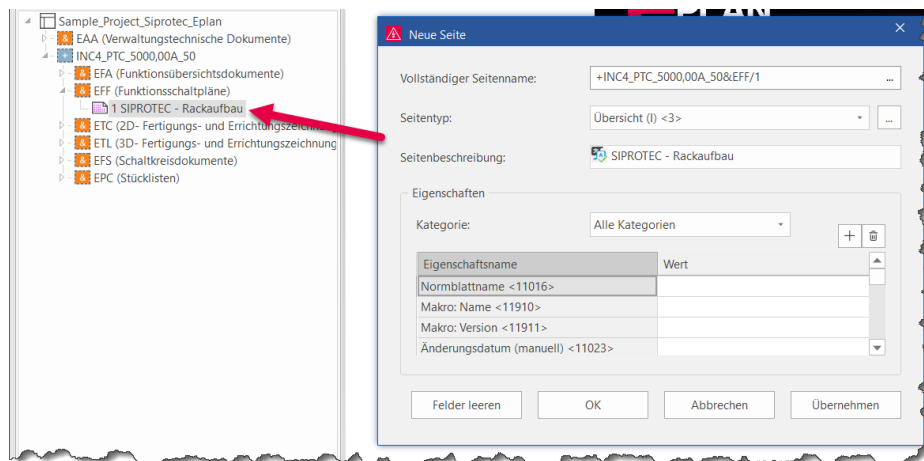 Sample_Project_Siprotec_Eplan
EAA (Verwaltungstechnische Dokumente)
INC4_PTC_5000,00A_50
EFA (Funktionsübersichtsdokumente)
EFF (Funktionsschaltpläne)
1 SIPROTEC - Rackaufbau
ETC (2D- Fertigungs- und Errichtungszeichnung
ETL (3D- Fertigungs- und Errichtungszeichnung
EFS (Schaltkreisdokumente)
EPC (Stücklisten)
EPLAN
Neue Seite
Vollständiger Seitenname:
+INC4_PTC_5000,00A_50&EFF/1
...
Seitentyp:
Übersicht (I) <3>
...
Seitenbeschreibung:
SIPROTEC - Rackaufbau
Eigenschaften
Kategorie:
Alle Kategorien
Eigenschaftsname Wert
Normblattname <11016>
Makro: Name <11910>
Makro: Version <11911>
Änderungsdatum (manuell) <11023>
Felder leeren OK Abbrechen Übernehmen